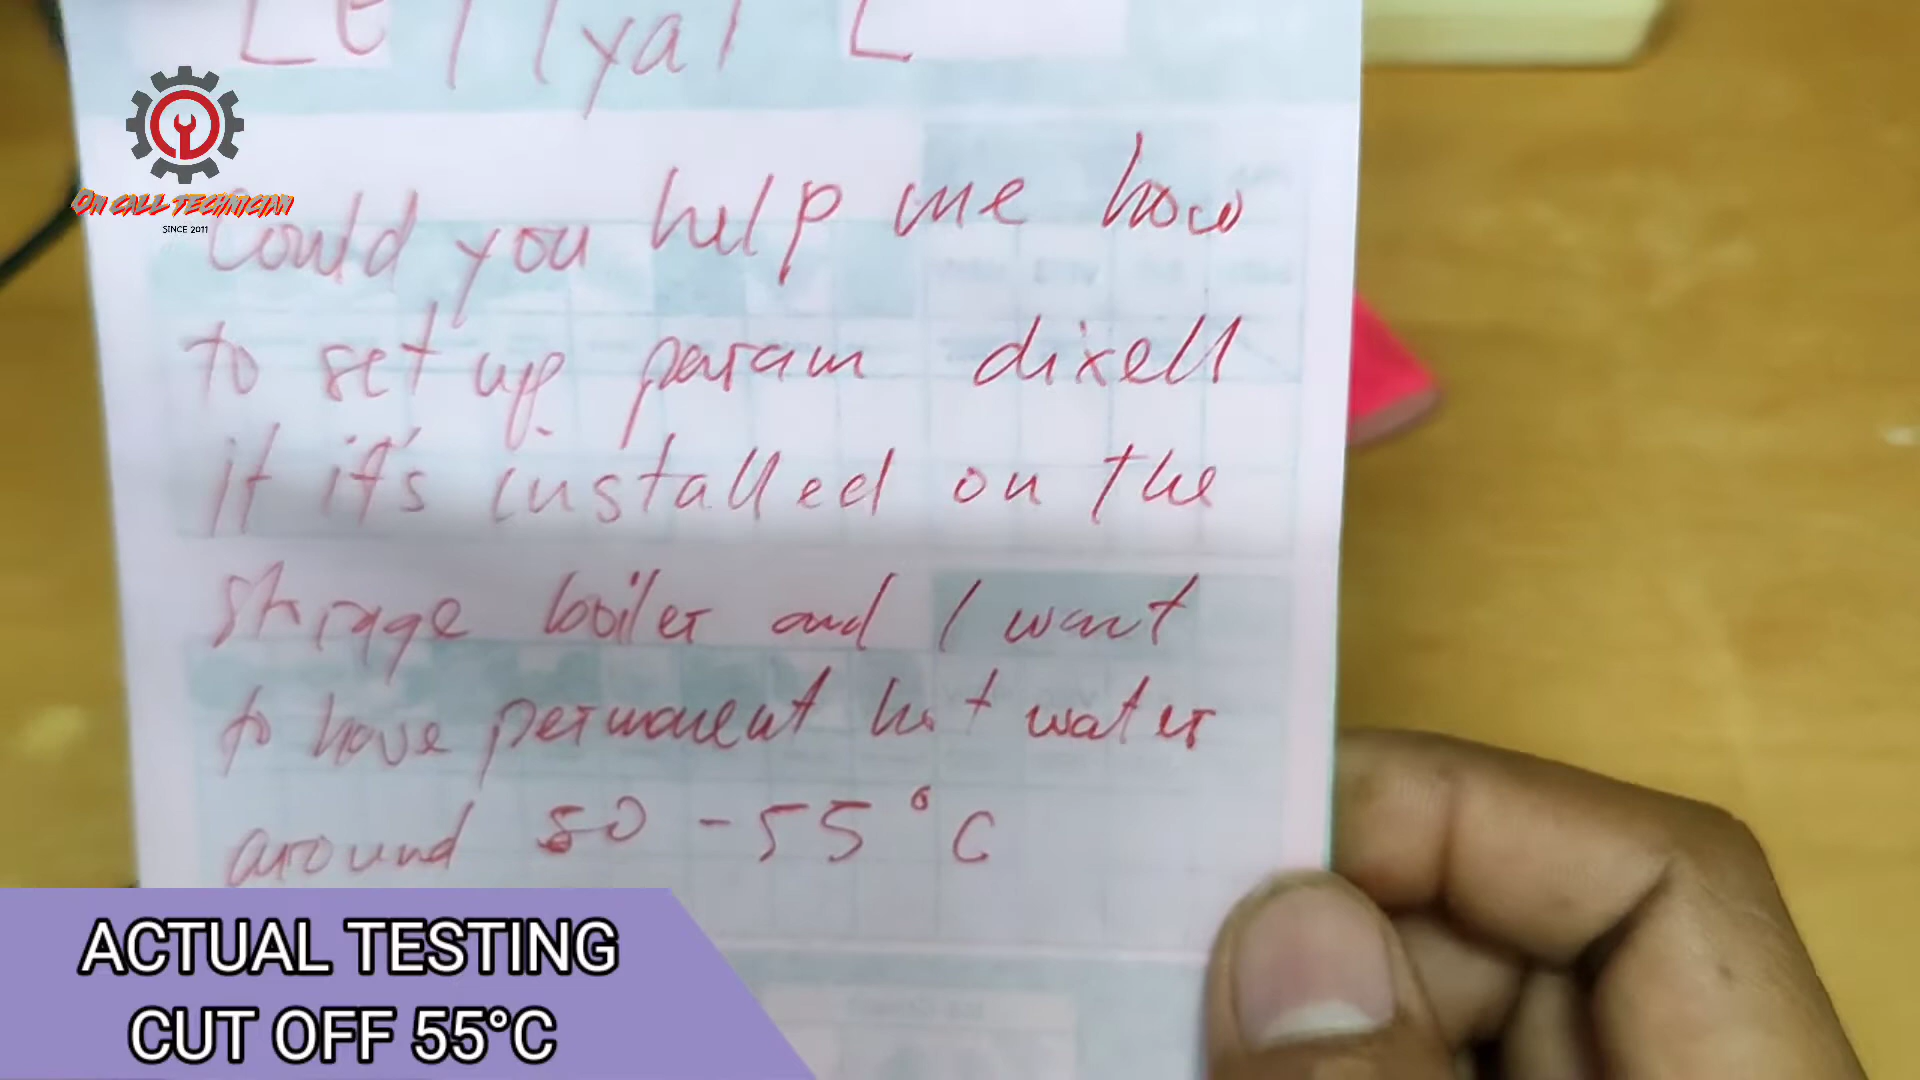 Could you help me how
to set up param dixell
if it's installed on the
storage boiler and I want
to have permanent hot water
around 50-55°C
ON CALL TECHNICIAN
SINCE 2011
ACTUAL TESTING
CUT OFF 55°C